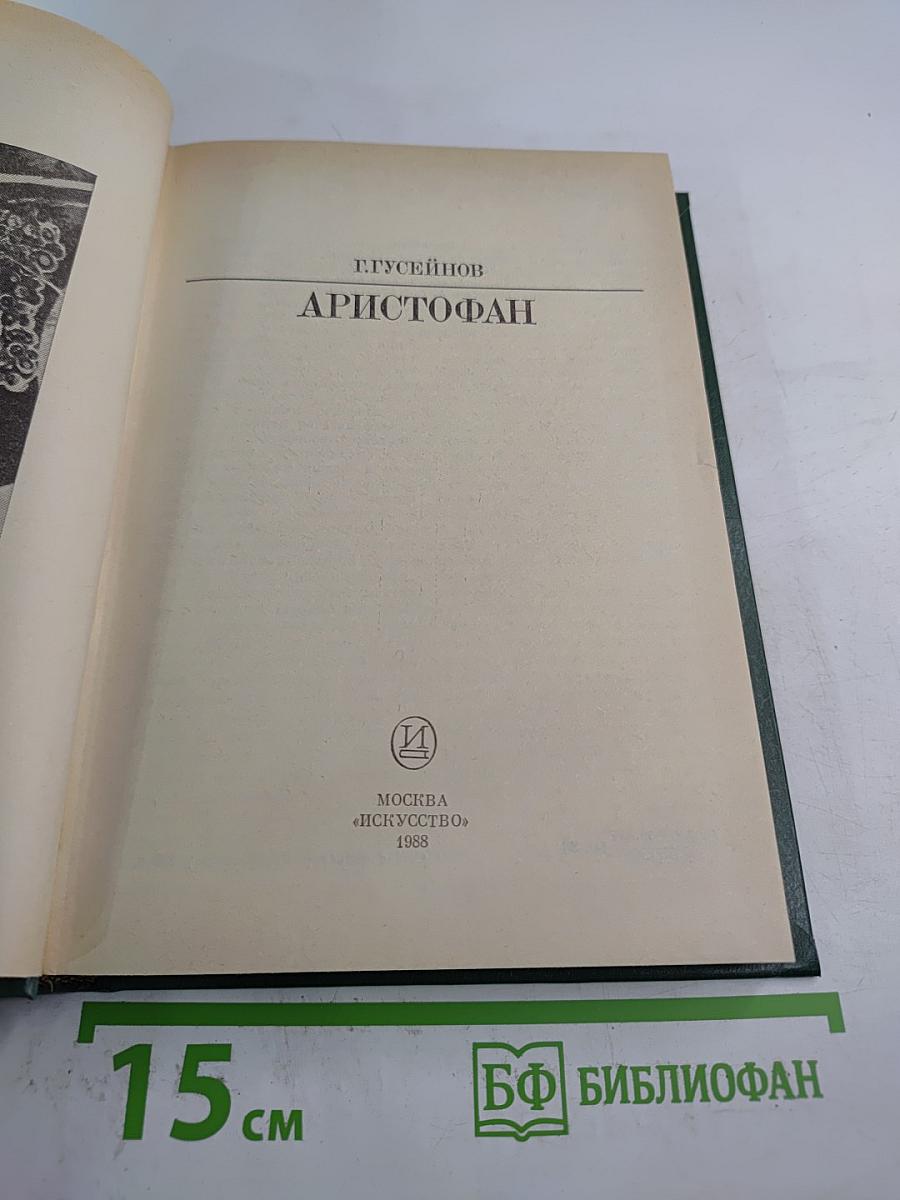 Г. ГУСЕЙНОВ
АРИСТОФАН
И
МОСКВА
«ИСКУССТВО»
1988
15 см
БФ БИБЛИОФАН